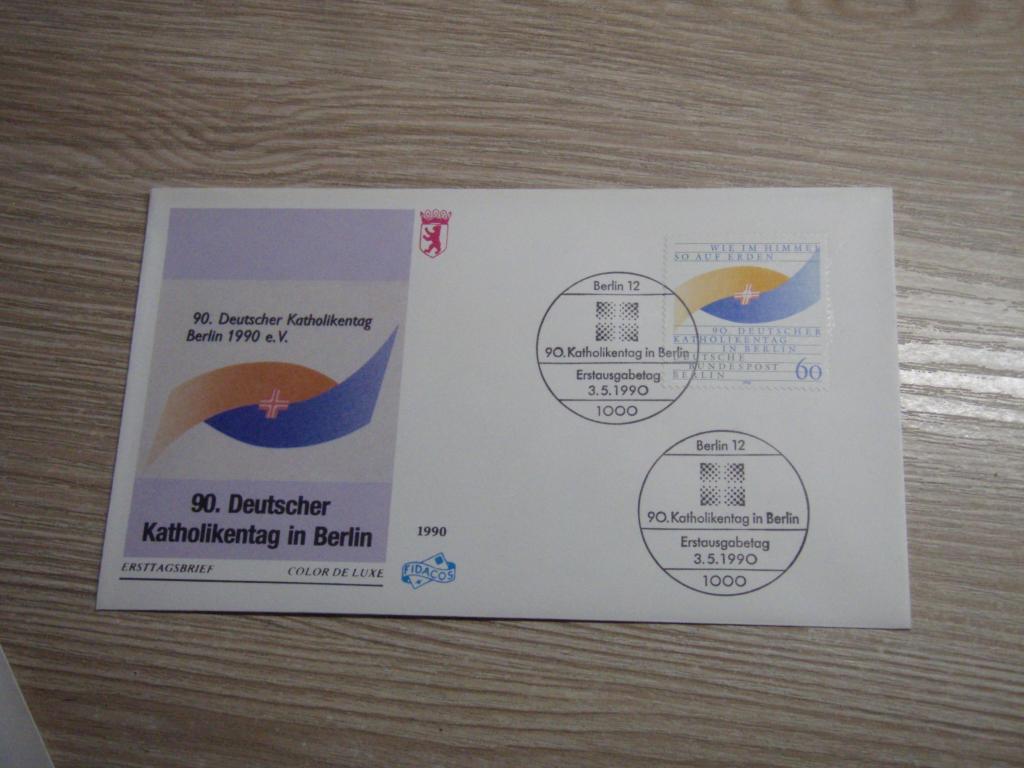 90. Deutscher Katholikentag
Berlin 1990 e.V.
90. Deutscher
Katholikentag in Berlin
ERSTTAGSBRIEF COLOR DE LUXE
1990
FIDACOS
WIE IM HIMMEL
SO AUF ERDEN
90. DEUTSCHER
KATHOLIKENTAG
IN BERLIN
DEUTSCHE
BUNDESPOST
BERLIN
60
Berlin 12
90. Katholikentag in Berlin
Erstausgabetag
3.5.1990
1000
Berlin 12
90. Katholikentag in Berlin
Erstausgabetag
3.5.1990
1000